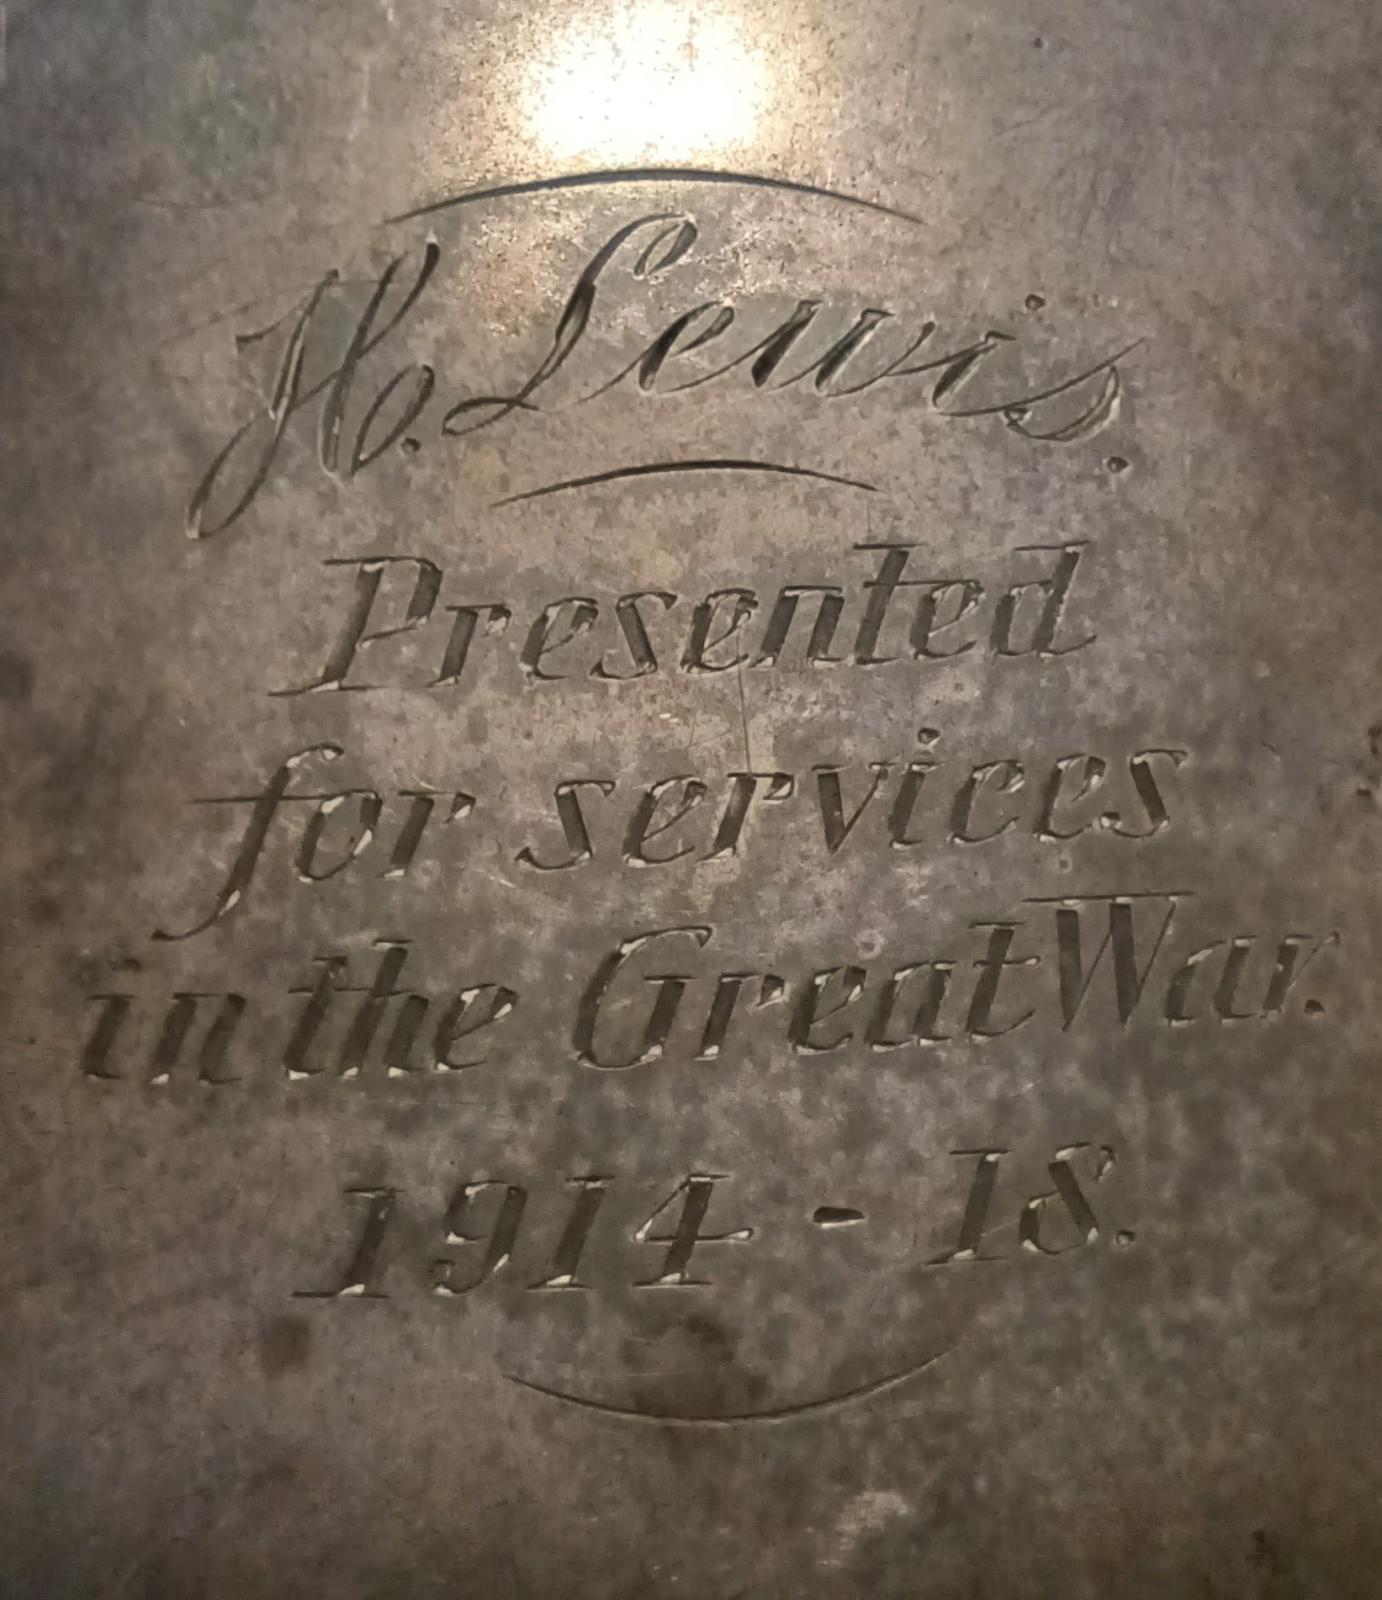 H. Lewis.
Presented
for services
in the Great War.
1914 - 18.